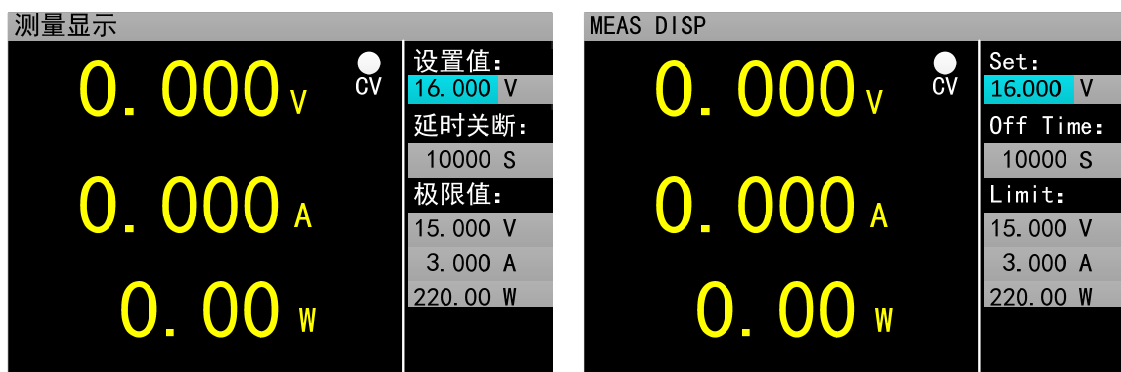 测量显示
0.000 V
CV
0.000 A
0.00 W
设置值:
16.000 V
延时关断:
10000 S
极限值:
15.000 V
3.000 A
220.00 W
MEAS DISP
0.000 V
CV
0.000 A
0.00 W
Set:
16.000 V
Off Time:
10000 S
Limit:
15.000 V
3.000 A
220.00 W